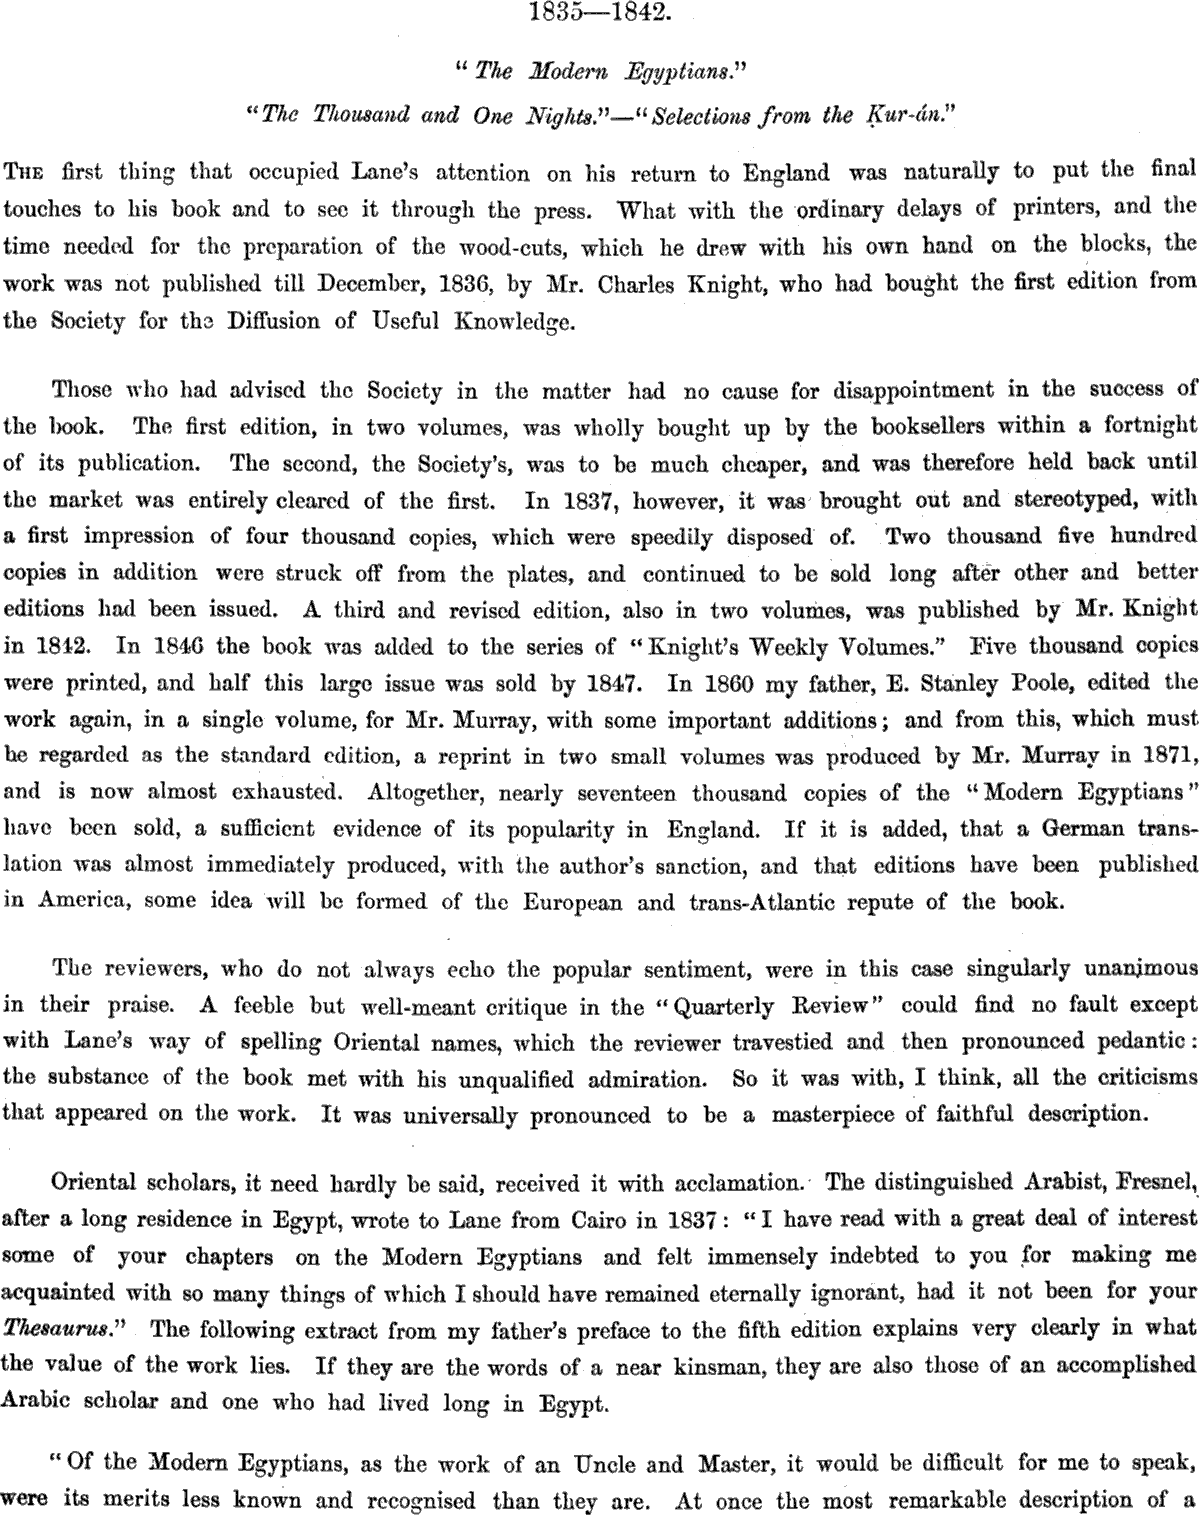 1835—1842.
“ The Modern Egyptians.”
“The Thousand and One Nights.”—“Selections from the Ḳur-án.”
THE first thing that occupied Lane’s attention on his return to England was naturally to put the final
touches to his book and to see it through the press. What with the ordinary delays of printers, and the
time needed for the preparation of the wood-cuts, which he drew with his own hand on the blocks, the
work was not published till December, 1836, by Mr. Charles Knight, who had bought the first edition from
the Society for the Diffusion of Useful Knowledge.
Those who had advised the Society in the matter had no cause for disappointment in the success of
the book. The first edition, in two volumes, was wholly bought up by the booksellers within a fortnight
of its publication. The second, the Society’s, was to be much cheaper, and was therefore held back until
the market was entirely cleared of the first. In 1837, however, it was brought out and stereotyped, with
a first impression of four thousand copies, which were speedily disposed of. Two thousand five hundred
copies in addition were struck off from the plates, and continued to be sold long after other and better
editions had been issued. A third and revised edition, also in two volumes, was published by Mr. Knight
in 1842. In 1846 the book was added to the series of “Knight’s Weekly Volumes.” Five thousand copies
were printed, and half this large issue was sold by 1847. In 1860 my father, E. Stanley Poole, edited the
work again, in a single volume, for Mr. Murray, with some important additions; and from this, which must
be regarded as the standard edition, a reprint in two small volumes was produced by Mr. Murray in 1871,
and is now almost exhausted. Altogether, nearly seventeen thousand copies of the “Modern Egyptians”
have been sold, a sufficient evidence of its popularity in England. If it is added, that a German trans-
lation was almost immediately produced, with the author’s sanction, and that editions have been published
in America, some idea will be formed of the European and trans-Atlantic repute of the book.
The reviewers, who do not always echo the popular sentiment, were in this case singularly unanimous
in their praise. A feeble but well-meant critique in the “Quarterly Review” could find no fault except
with Lane’s way of spelling Oriental names, which the reviewer travestied and then pronounced pedantic :
the substance of the book met with his unqualified admiration. So it was with, I think, all the criticisms
that appeared on the work. It was universally pronounced to be a masterpiece of faithful description.
Oriental scholars, it need hardly be said, received it with acclamation. The distinguished Arabist, Fresnel,
after a long residence in Egypt, wrote to Lane from Cairo in 1837 : “I have read with a great deal of interest
some of your chapters on the Modern Egyptians and felt immensely indebted to you for making me
acquainted with so many things of which I should have remained eternally ignorant, had it not been for your
Thesaurus.” The following extract from my father’s preface to the fifth edition explains very clearly in what
the value of the work lies. If they are the words of a near kinsman, they are also those of an accomplished
Arabic scholar and one who had lived long in Egypt.
“Of the Modern Egyptians, as the work of an Uncle and Master, it would be difficult for me to speak,
were its merits less known and recognised than they are. At once the most remarkable description of a